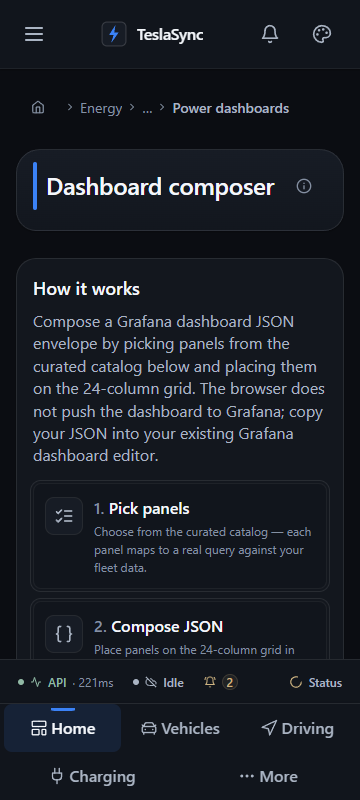 TeslaSync
Energy ... Power dashboards
Dashboard composer
How it works
Compose a Grafana dashboard JSON
envelope by picking panels from the
curated catalog below and placing them
on the 24-column grid. The browser does
not push the dashboard to Grafana; copy
your JSON into your existing Grafana
dashboard editor.
1. Pick panels
Choose from the curated catalog — each
panel maps to a real query against your
fleet data.
2. Compose JSON
Place panels on the 24-column grid in
API · 221ms Idle 2 Status
Home Vehicles Driving
Charging More